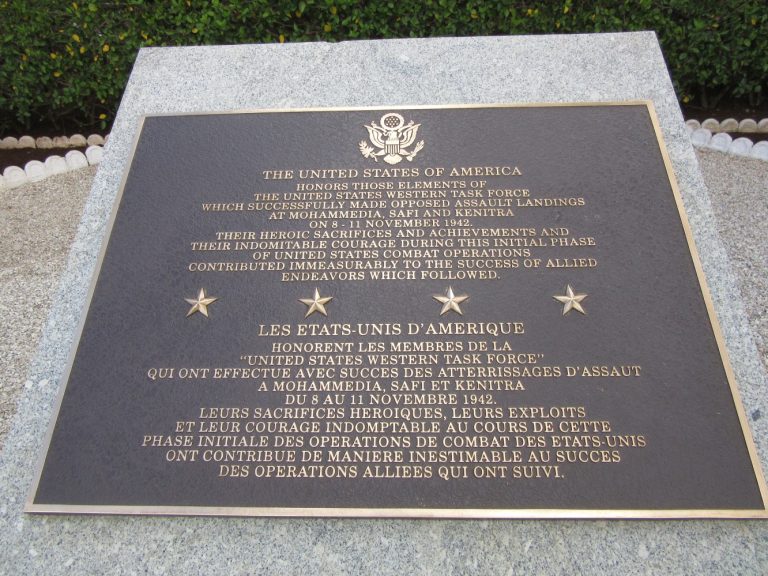 THE UNITED STATES OF AMERICA
HONORS THOSE ELEMENTS OF
THE UNITED STATES WESTERN TASK FORCE
WHICH SUCCESSFULLY MADE OPPOSED ASSAULT LANDINGS
AT MOHAMMEDIA, SAFI AND KENITRA
ON 8 - 11 NOVEMBER 1942.
THEIR HEROIC SACRIFICES AND ACHIEVEMENTS AND
THEIR INDOMITABLE COURAGE DURING THIS INITIAL PHASE
OF UNITED STATES COMBAT OPERATIONS
CONTRIBUTED IMMEASURABLY TO THE SUCCESS OF ALLIED
ENDEAVORS WHICH FOLLOWED.
LES ETATS-UNIS D'AMERIQUE
HONORENT LES MEMBRES DE LA
"UNITED STATES WESTERN TASK FORCE"
QUI ONT EFFECTUE AVEC SUCCES DES ATTERRISSAGES D'ASSAUT
A MOHAMMEDIA, SAFI ET KENITRA
DU 8 AU 11 NOVEMBRE 1942.
LEURS SACRIFICES HEROIQUES, LEURS EXPLOITS
ET LEUR COURAGE INDOMPTABLE AU COURS DE CETTE
PHASE INITIALE DES OPERATIONS DE COMBAT DES ETATS-UNIS
ONT CONTRIBUE DE MANIERE INESTIMABLE AU SUCCES
DES OPERATIONS ALLIEES QUI ONT SUIVI.